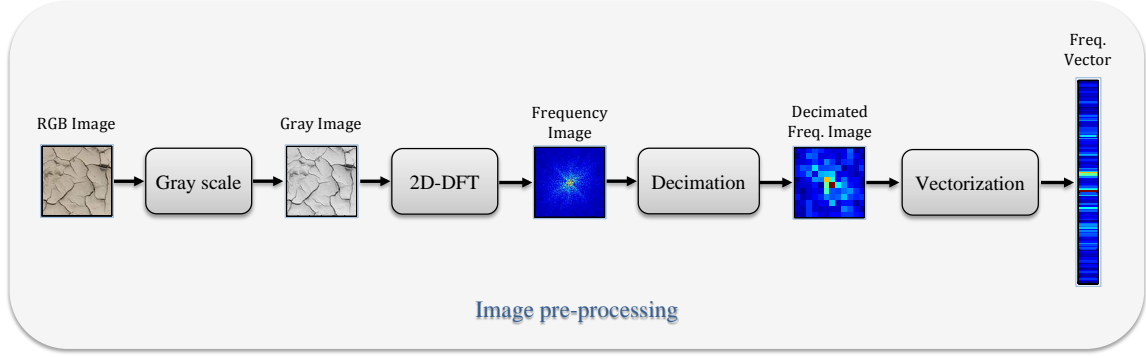 RGB Image
Gray scale
Gray Image
2D-DFT
Frequency
Image
Decimation
Decimated
Freq. Image
Vectorization
Freq.
Vector
Image pre-processing